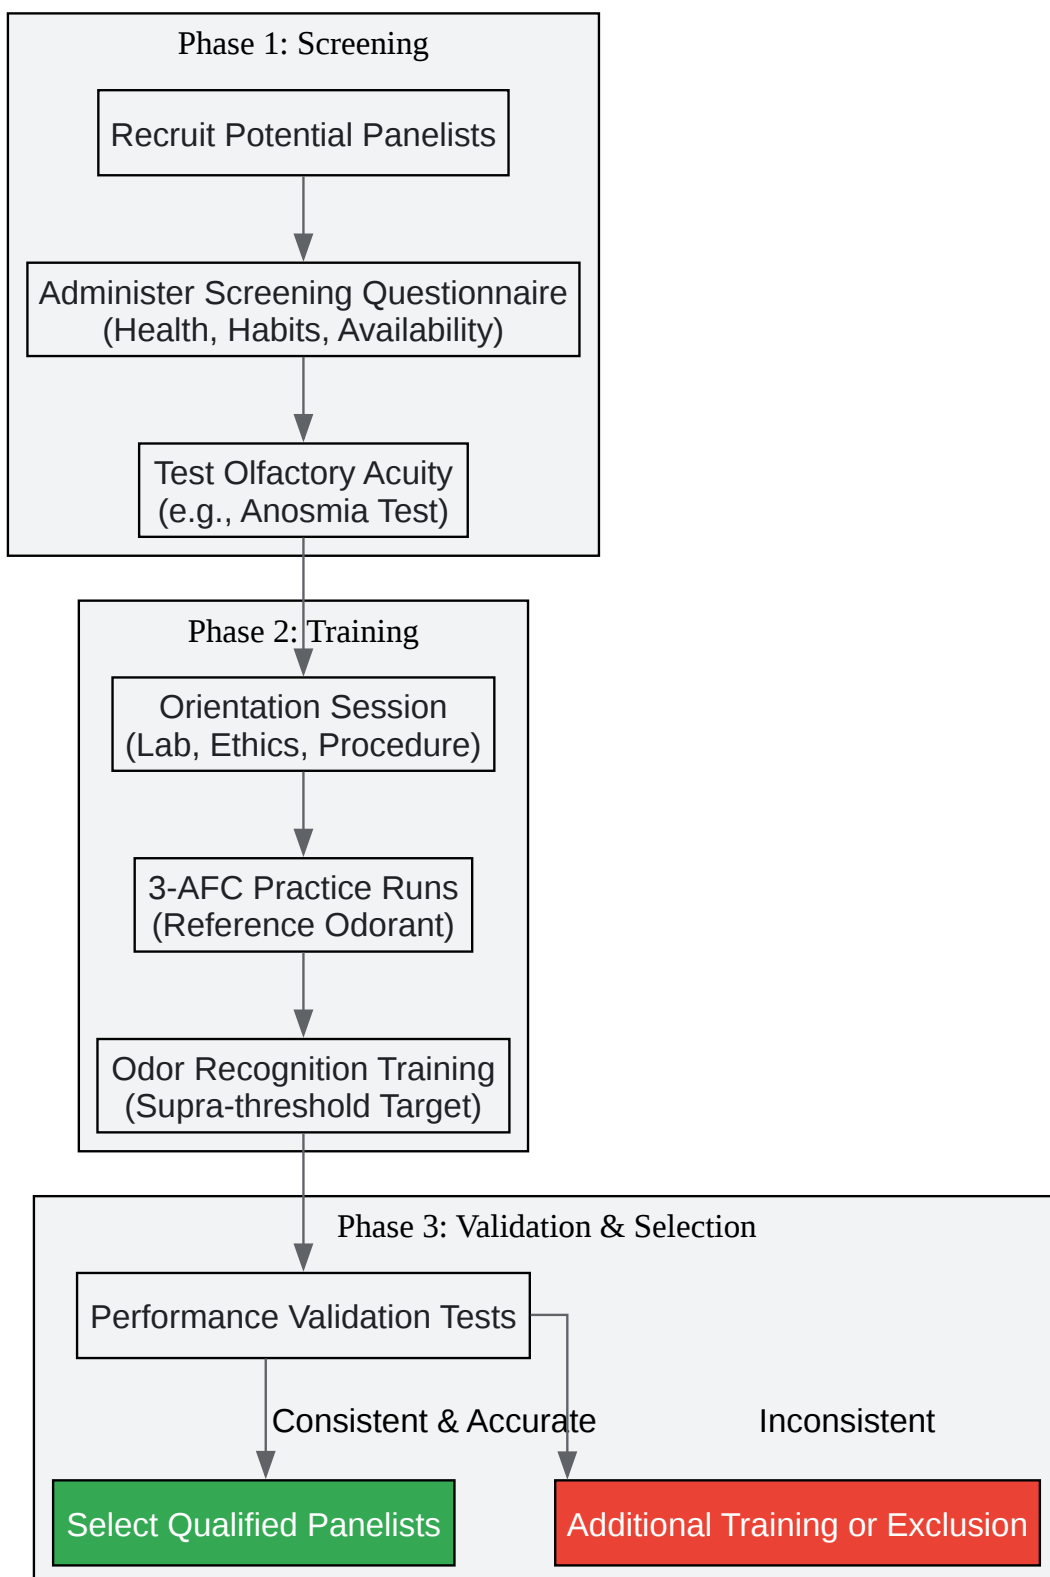 Phase 1: Screening
Recruit Potential Panelists
Administer Screening Questionnaire
(Health, Habits, Availability)
Test Olfactory Acuity
(e.g., Anosmia Test)
Phase 2: Training
Orientation Session
(Lab, Ethics, Procedure)
3-AFC Practice Runs
(Reference Odorant)
Odor Recognition Training
(Supra-threshold Target)
Phase 3: Validation & Selection
Performance Validation Tests
Consistent & Accurate
Inconsistent
Select Qualified Panelists
Additional Training or Exclusion